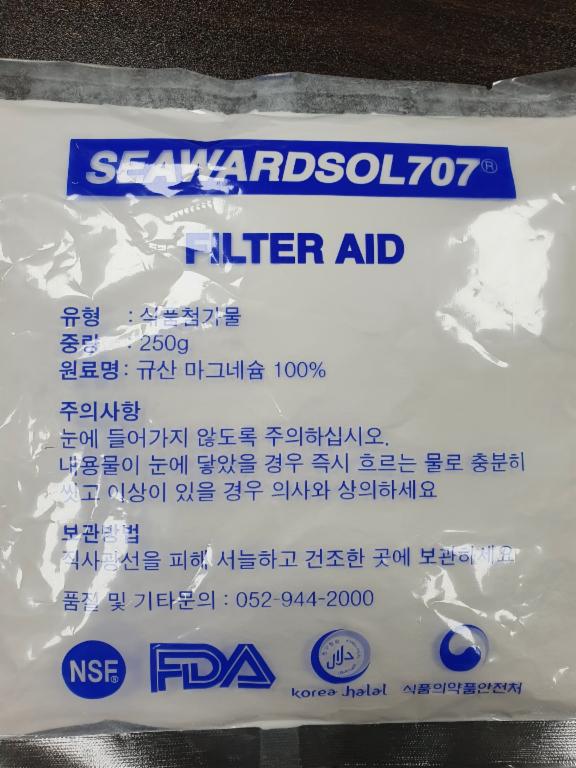 SEAWARDSOL707®
FILTER AID
유형 : 식품첨가물
중량 : 250g
원료명 : 규산 마그네슘 100%
주의사항
눈에 들어가지 않도록 주의하십시오.
내용물이 눈에 닿았을 경우 즉시 흐르는 물로 충분히
씻고 이상이 있을 경우 의사와 상의하세요
보관방법
직사광선을 피해 서늘하고 건조한 곳에 보관하세요
품질 및 기타문의 : 052-944-2000
NSF®
FDA
حلال
korea halal
식품의약품안전처